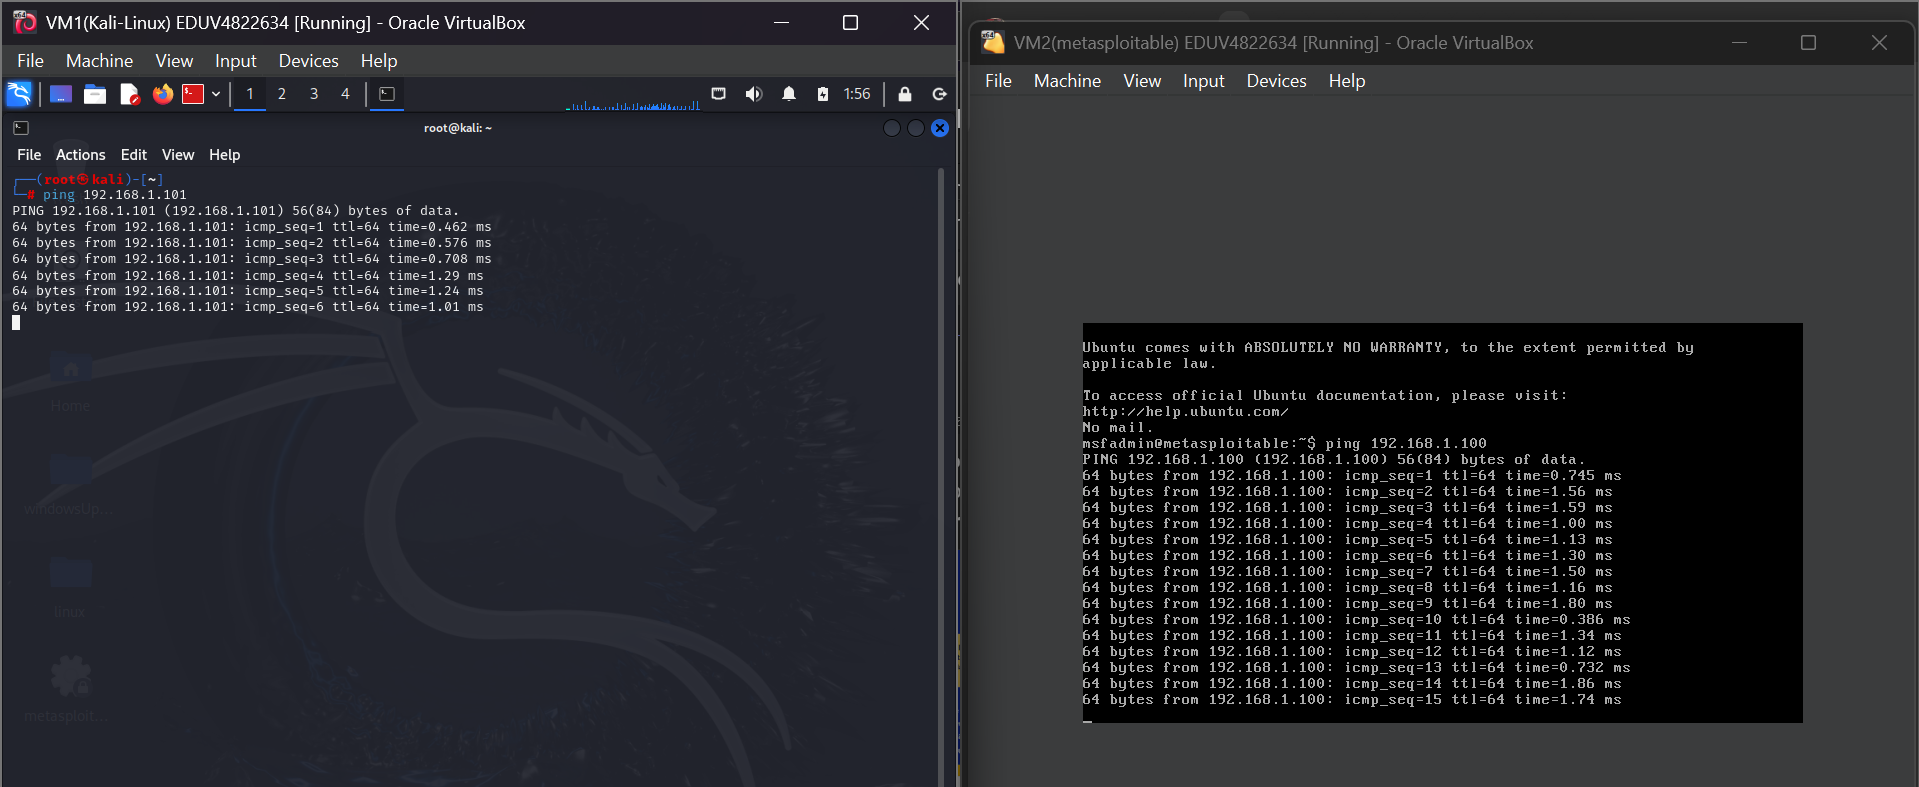 VM1(Kali-Linux) EDUV4822634 [Running] - Oracle VirtualBox
File Machine View Input Devices Help
1 2 3 4 1:56
root@kali: ~
File Actions Edit View Help
(root㉿kali)-[~]
# ping 192.168.1.101
PING 192.168.1.101 (192.168.1.101) 56(84) bytes of data.
64 bytes from 192.168.1.101: icmp_seq=1 ttl=64 time=0.462 ms
64 bytes from 192.168.1.101: icmp_seq=2 ttl=64 time=0.576 ms
64 bytes from 192.168.1.101: icmp_seq=3 ttl=64 time=0.708 ms
64 bytes from 192.168.1.101: icmp_seq=4 ttl=64 time=1.29 ms
64 bytes from 192.168.1.101: icmp_seq=5 ttl=64 time=1.24 ms
64 bytes from 192.168.1.101: icmp_seq=6 ttl=64 time=1.01 ms
Home
windowsUp...
linux
metasploit...
VM2(metasploitable) EDUV4822634 [Running] - Oracle VirtualBox
File Machine View Input Devices Help
Ubuntu comes with ABSOLUTELY NO WARRANTY, to the extent permitted by
applicable law.
To access official Ubuntu documentation, please visit:
http://help.ubuntu.com/
No mail.
msfadmin@metasploitable:~$ ping 192.168.1.100
PING 192.168.1.100 (192.168.1.100) 56(84) bytes of data.
64 bytes from 192.168.1.100: icmp_seq=1 ttl=64 time=0.745 ms
64 bytes from 192.168.1.100: icmp_seq=2 ttl=64 time=1.56 ms
64 bytes from 192.168.1.100: icmp_seq=3 ttl=64 time=1.59 ms
64 bytes from 192.168.1.100: icmp_seq=4 ttl=64 time=1.00 ms
64 bytes from 192.168.1.100: icmp_seq=5 ttl=64 time=1.13 ms
64 bytes from 192.168.1.100: icmp_seq=6 ttl=64 time=1.30 ms
64 bytes from 192.168.1.100: icmp_seq=7 ttl=64 time=1.50 ms
64 bytes from 192.168.1.100: icmp_seq=8 ttl=64 time=1.16 ms
64 bytes from 192.168.1.100: icmp_seq=9 ttl=64 time=1.80 ms
64 bytes from 192.168.1.100: icmp_seq=10 ttl=64 time=0.386 ms
64 bytes from 192.168.1.100: icmp_seq=11 ttl=64 time=1.34 ms
64 bytes from 192.168.1.100: icmp_seq=12 ttl=64 time=1.12 ms
64 bytes from 192.168.1.100: icmp_seq=13 ttl=64 time=0.732 ms
64 bytes from 192.168.1.100: icmp_seq=14 ttl=64 time=1.86 ms
64 bytes from 192.168.1.100: icmp_seq=15 ttl=64 time=1.74 ms